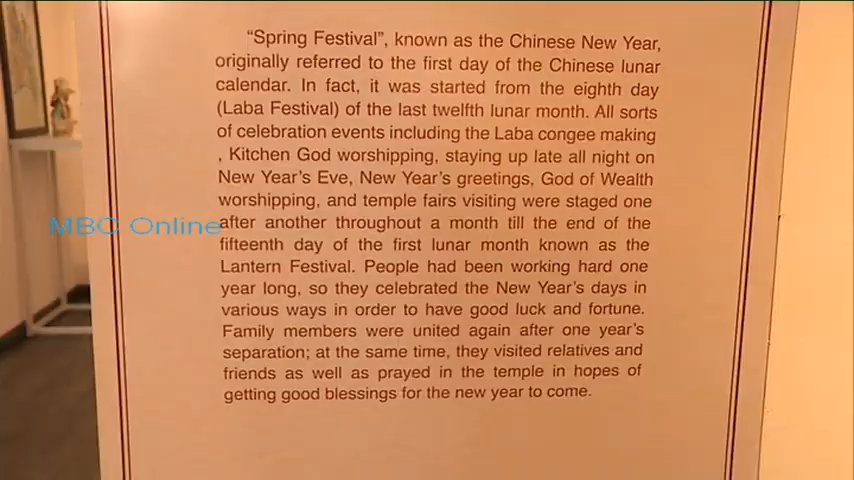 “Spring Festival”, known as the Chinese New Year,
originally referred to the first day of the Chinese lunar
calendar. In fact, it was started from the eighth day
(Laba Festival) of the last twelfth lunar month. All sorts
of celebration events including the Laba congee making
, Kitchen God worshipping, staying up late all night on
New Year’s Eve, New Year’s greetings, God of Wealth
worshipping, and temple fairs visiting were staged one
MBC Online
after another throughout a month till the end of the
fifteenth day of the first lunar month known as the
Lantern Festival. People had been working hard one
year long, so they celebrated the New Year’s days in
various ways in order to have good luck and fortune.
Family members were united again after one year’s
separation; at the same time, they visited relatives and
friends as well as prayed in the temple in hopes of
getting good blessings for the new year to come.